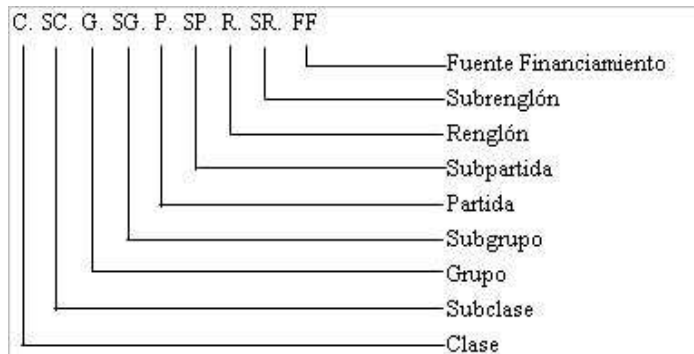 C. SC. G. SG. P. SP. R. SR. FF
Fuente Financiamiento
Subrenglón
Renglón
Subpartida
Partida
Subgrupo
Grupo
Subclase
Clase